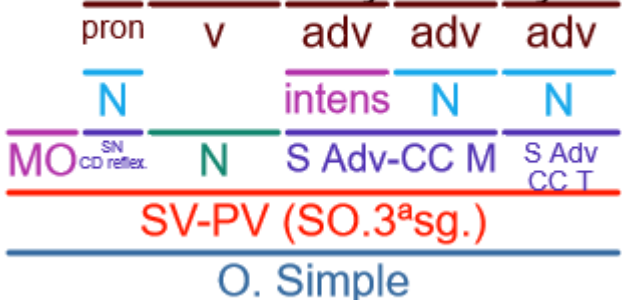 pron v adv adv adv
N intens N N
MO SN CD reflex. N S Adv-CC M S Adv CC T
SV-PV (SO.3ªsg.)
O. Simple